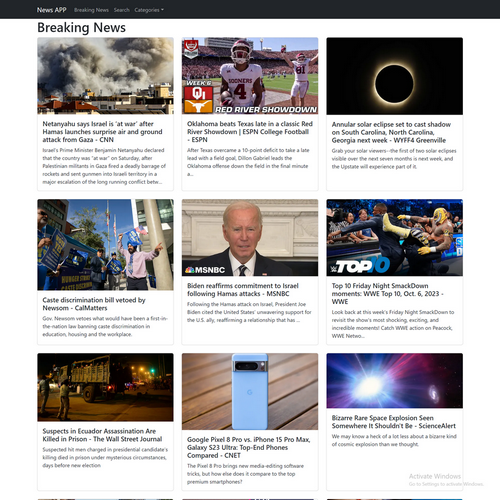 News APP Breaking News Search Categories
Breaking News
WEEK 6
RED RIVER SHOWDOWN
Netanyahu says Israel is 'at war' after
Hamas launches surprise air and ground
attack from Gaza - CNN
Israel's Prime Minister Benjamin Netanyahu declared
that the country was "at war" on Saturday, after
Palestinian militants in Gaza fired a deadly barrage of
rockets and sent gunmen into Israeli territory in a
major escalation of the long running conflict betw...
Oklahoma beats Texas late in a classic Red
River Showdown | ESPN College Football
- ESPN
After Texas overcame a 10-point deficit to take a late
lead with a field goal, Dillon Gabriel leads the
Oklahoma offense down the field in the final minute
a...
Annular solar eclipse set to cast shadow
on South Carolina, North Carolina,
Georgia next week - WYFF4 Greenville
Grab your solar viewers--the first of two solar eclipses
visible over the next seven months is next week, and
the Upstate will experience part of it.
MSNBC
TOP10
Caste discrimination bill vetoed by
Newsom - CalMatters
Gov. Newsom vetoes what would have been a first-in-
the-nation law banning caste discrimination in
education, housing and the workplace.
Biden reaffirms commitment to Israel
following Hamas attacks - MSNBC
Following the Hamas attack on Israel, President Joe
Biden cited the United States' unwavering support for
the U.S. ally, reaffirming a relationship that has ...
Top 10 Friday Night SmackDown
moments: WWE Top 10, Oct. 6, 2023 -
WWE
Look back at this week's Friday Night SmackDown to
revisit the show's most shocking, exciting, and
incredible moments! Catch WWE action on Peacock,
WWE Netwo...
Suspects in Ecuador Assassination Are
Killed in Prison - The Wall Street Journal
Suspected hit men charged in presidential candidate's
killing died in prison under mysterious circumstances,
days before new election
Google Pixel 8 Pro vs. iPhone 15 Pro Max,
Galaxy S23 Ultra: Top-End Phones
Compared - CNET
The Pixel 8 Pro brings new media-editing software
tricks, but how else does it compare to the top
premium smartphones?
Bizarre Rare Space Explosion Seen
Somewhere It Shouldn't Be - ScienceAlert
We may know a heck of a lot less about a bizarre kind
of cosmic explosion than we thought.
Activate Windows
Go to Settings to activate Windows.